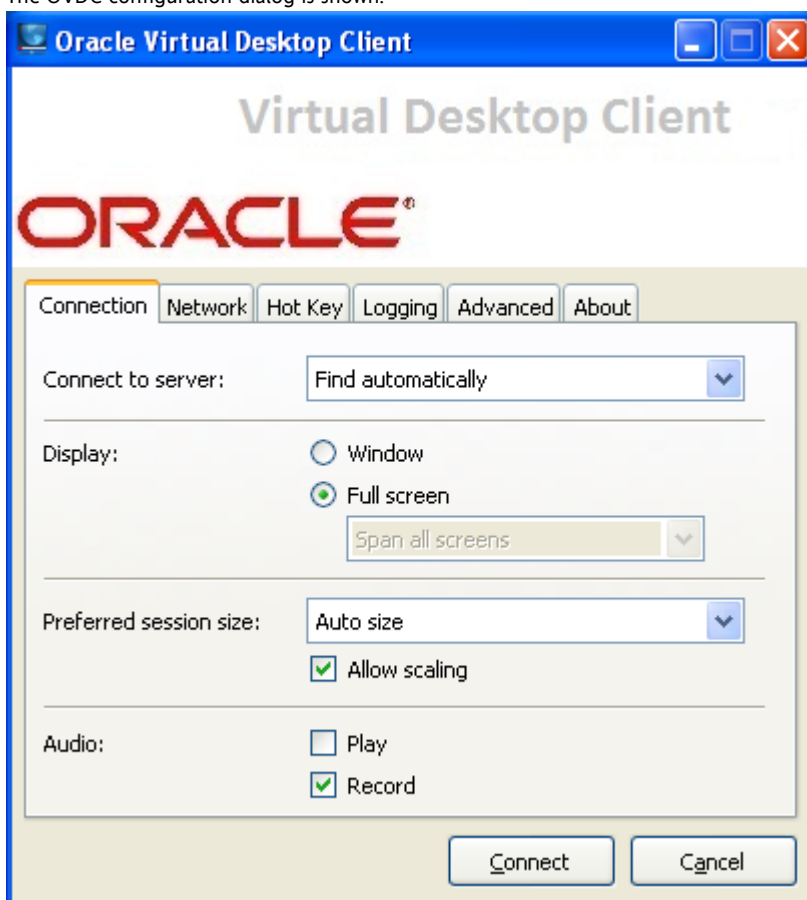 The OVDC configuration dialog is shown.
Oracle Virtual Desktop Client
Virtual Desktop Client
ORACLE®
Connection Network Hot Key Logging Advanced About
Connect to server: Find automatically
Display: Window
Full screen
Span all screens
Preferred session size: Auto size
Allow scaling
Audio: Play
Record
Connect Cancel